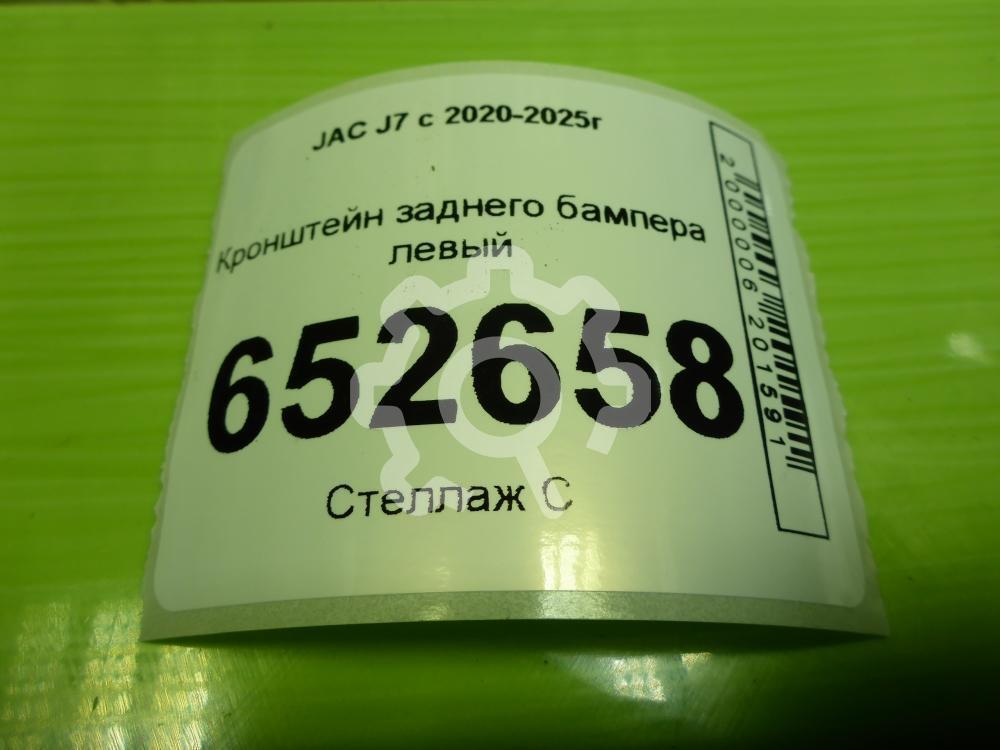 JAC J7 с 2020-2025г
Кронштейн заднего бампера
левый
652658
Стеллаж С
2000006201591